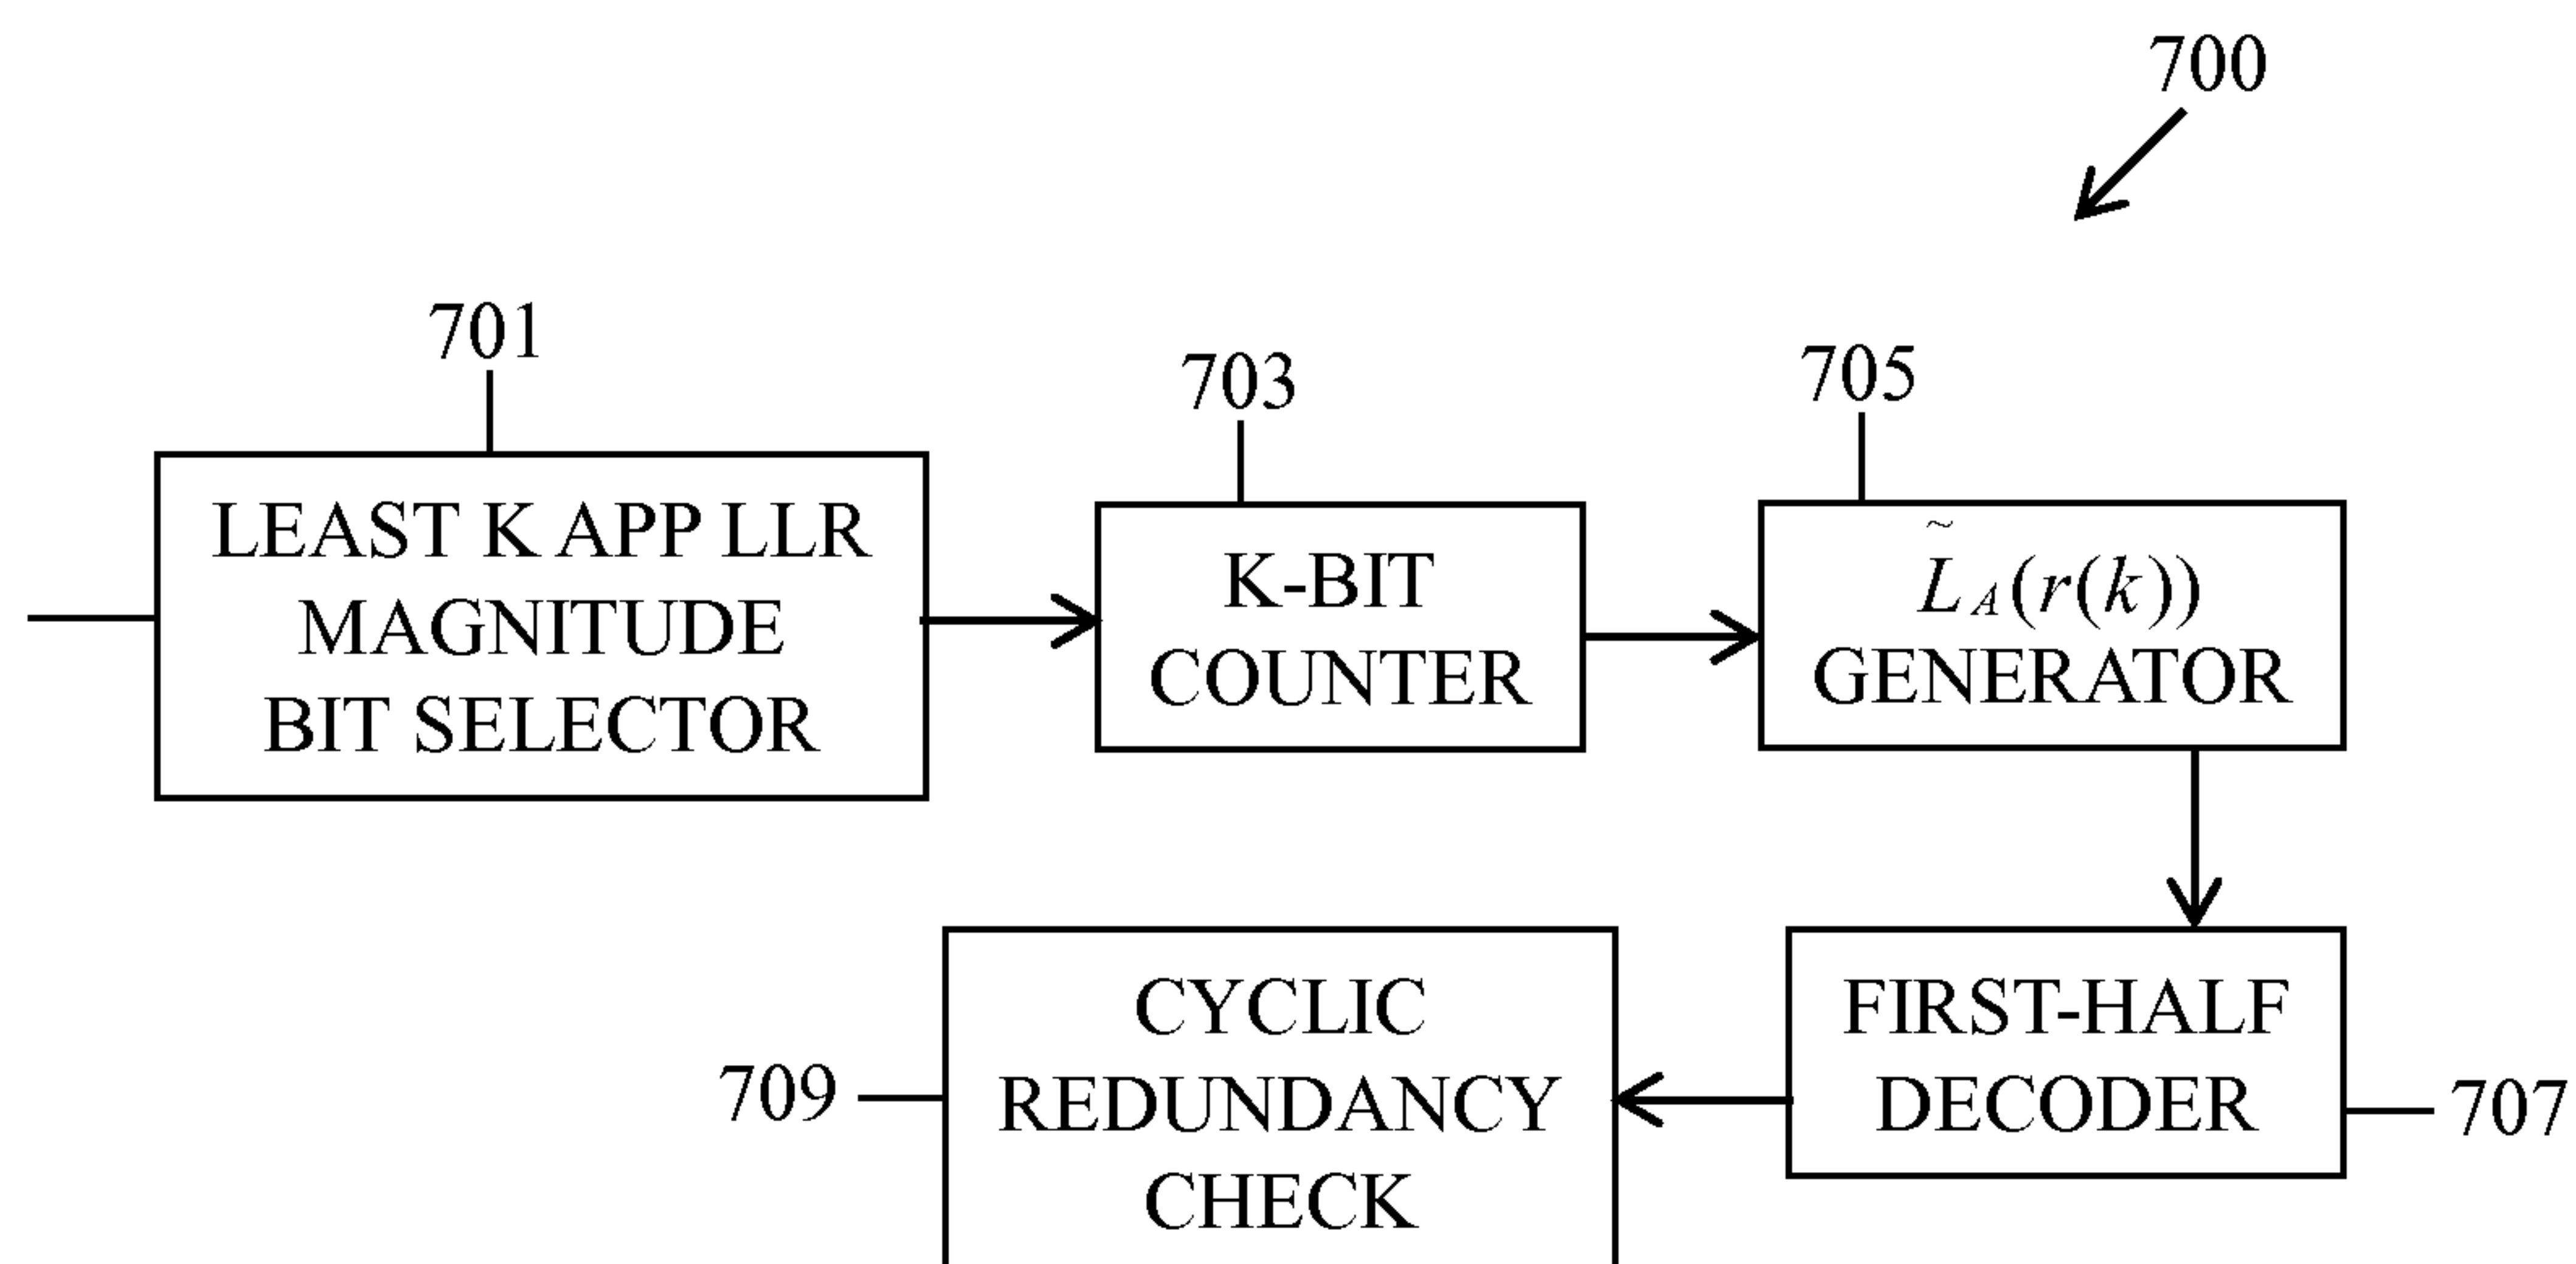 700
701
LEAST K APP LLR
MAGNITUDE
BIT SELECTOR
703
K-BIT
COUNTER
705
L̃_A(r(k))
GENERATOR
FIRST-HALF
DECODER
707
CYCLIC
REDUNDANCY
CHECK
709